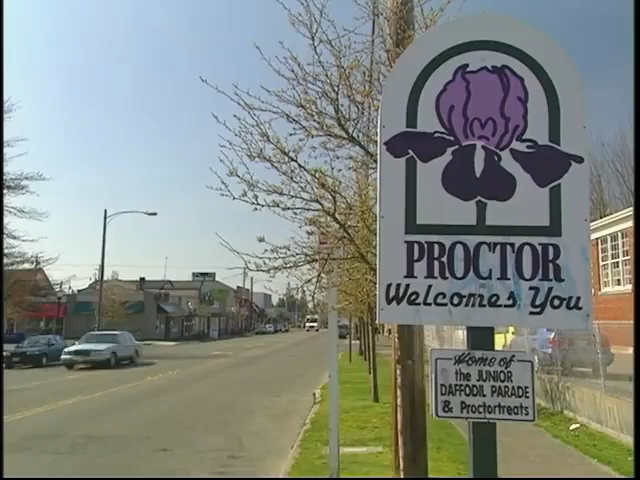 PROCTOR
Welcomes You
Home of
the JUNIOR
DAFFODIL PARADE
& Proctortreats